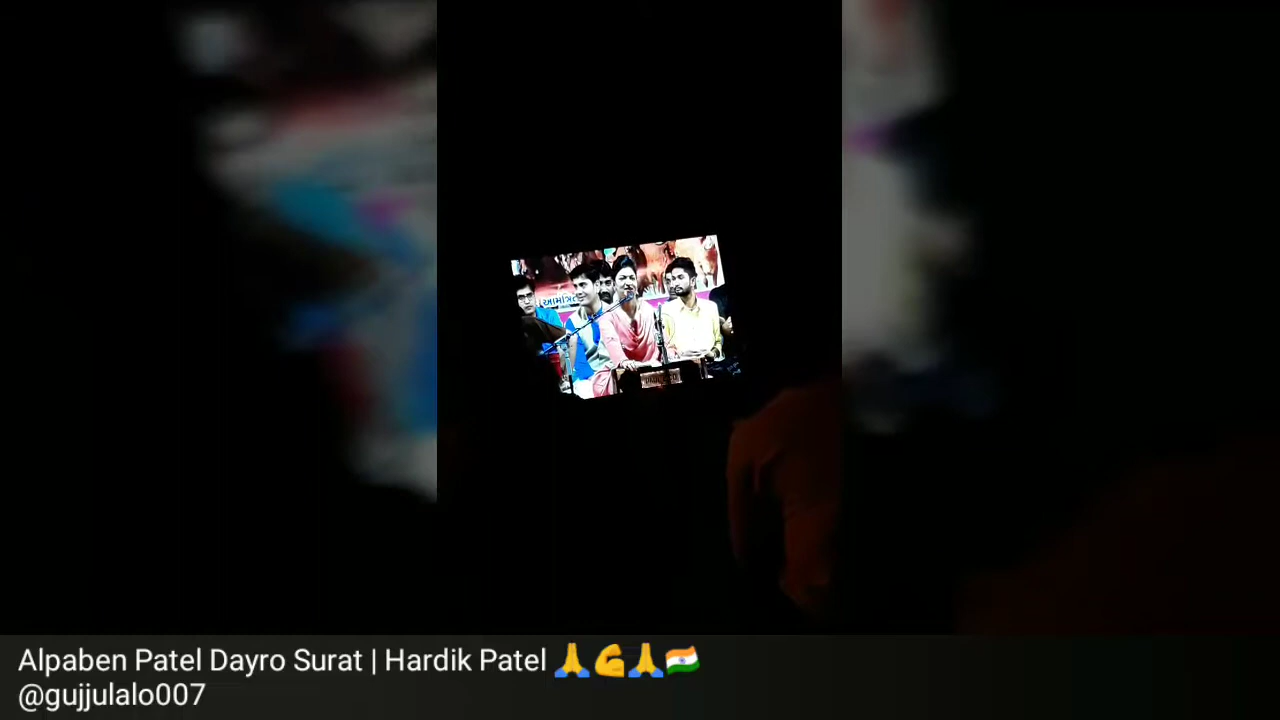 Alpaben Patel Dayro Surat | Hardik Patel 🙏💪🙏🇮🇳
@gujjulalo007